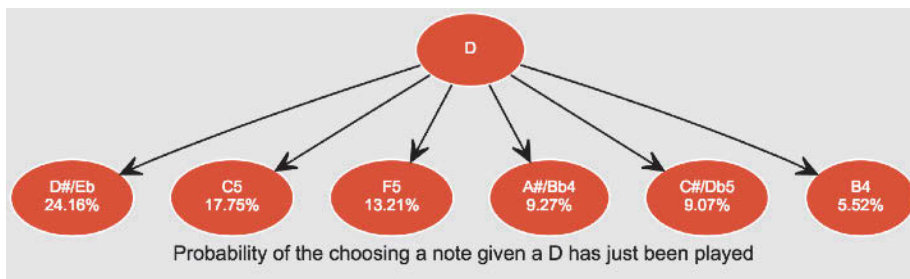 D
D#/Eb
24.16%
C5
17.75%
F5
13.21%
A#/Bb4
9.27%
C#/Db5
9.07%
B4
5.52%
Probability of the choosing a note given a D has just been played